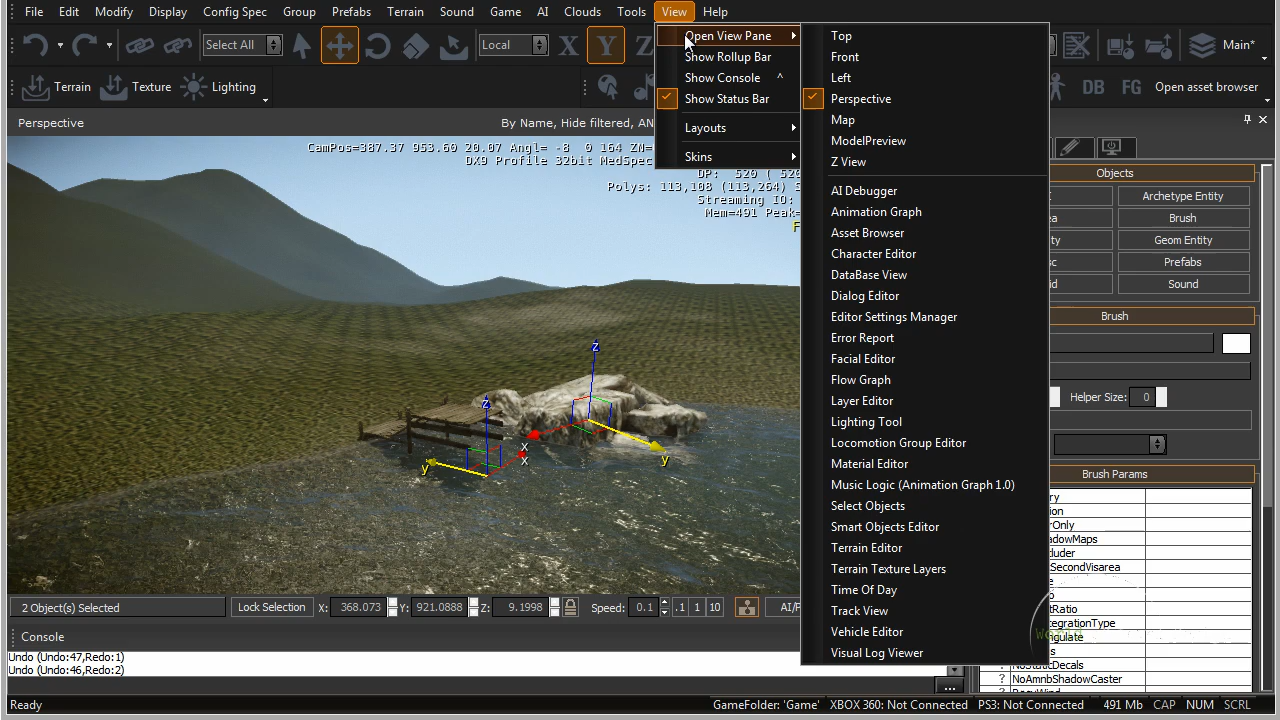 File Edit Modify Display Config Spec Group Prefabs Terrain Sound Game AI Clouds Tools View Help
Select All Local X Y Z Main*
Terrain Texture Lighting DB FG Open asset browser
Perspective By Name, Hide filtered, AN
CamPos=387.37 953.60 20.07 Angl= -8 0 164 ZN=
DX9 Profile 32bit MedSpec
DP: 520 ( 520
Polys: 113,108 (113,264) S
Streaming IO:
Mem=491 Peak=
F
Open View Pane
Show Rollup Bar
Show Console ^
Show Status Bar
Layouts
Skins
Top
Front
Left
Perspective
Map
ModelPreview
Z View
AI Debugger
Animation Graph
Asset Browser
Character Editor
DataBase View
Dialog Editor
Editor Settings Manager
Error Report
Facial Editor
Flow Graph
Layer Editor
Lighting Tool
Locomotion Group Editor
Material Editor
Music Logic (Animation Graph 1.0)
Select Objects
Smart Objects Editor
Terrain Editor
Terrain Texture Layers
Time Of Day
Track View
Vehicle Editor
Visual Log Viewer
Objects
Archetype Entity
Brush
Geom Entity
Prefabs
Sound
Brush
Helper Size: 0
Brush Params
z
z
x
x
y
y
2 Object(s) Selected Lock Selection X: 368.073 Y: 921.0888 Z: 9.1998 Speed: 0.1 .1 1 10 AI/P
Console
Undo (Undo:47,Redo:1)
Undo (Undo:46,Redo:2)
? NoStaticDecals
? NoAmnbShadowCaster
Ready GameFolder: 'Game' XBOX 360: Not Connected PS3: Not Connected 491 Mb CAP NUM SCRL